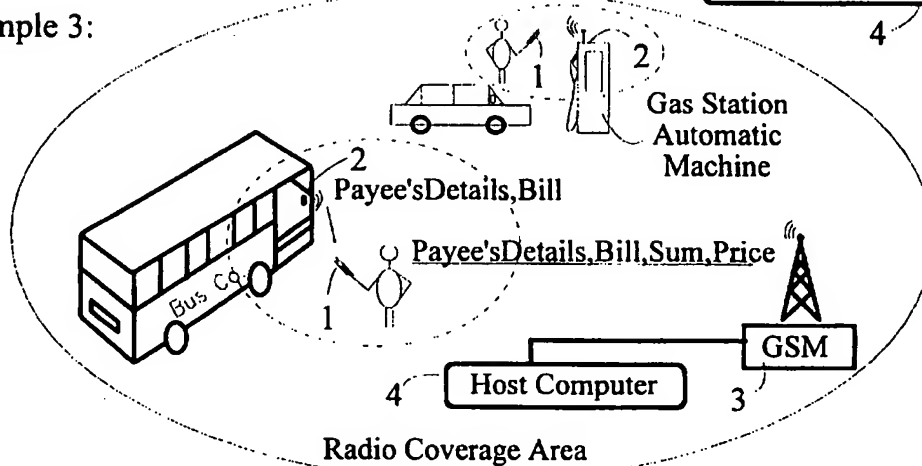 mple 3:
4
1
2
Gas Station
Automatic
Machine
2
Payee'sDetails,Bill
Payee'sDetails,Bill,Sum,Price
Bus Co.
1
GSM
3
4
Host Computer
Radio Coverage Area